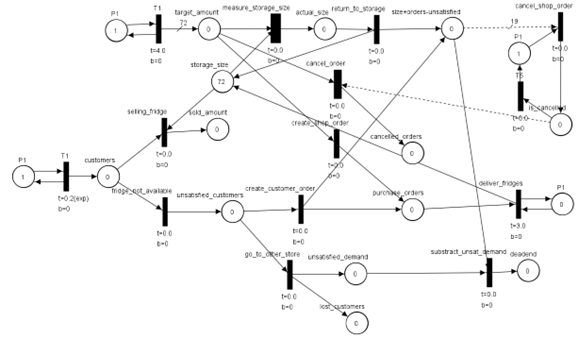 cancel_shop_order
P1
T1
72
target_amount
measure_storage_size
actual_size
return_to_storage
size+orders-unsatisfied
19
1
0
0
0
t=4.0
b=0
t=0.0
b=0
t=0.0
b=0
t=0.0
b=0
P1
1
storage_size
72
cancel_order
t=0.0
b=0
T5
is_cancelled
t=0.0
b=0
0
selling_fridge
sold_amount
0
t=0.0
b=0
create_shop_order
t=0.0
b=0
cancelled_orders
0
P1
1
T1
t=0.2(exp)
b=0
customers
0
fridge_not_available
t=0.0
b=0
unsatisfied_customers
0
create_customer_order
t=0.0
b=0
purchase_orders
0
deliver_fridges
t=3.0
b=0
P1
go_to_other_store
t=0.0
b=0
unsatisfied_demand
0
substract_unsat_demand
t=0.0
b=0
deadend
0
lost_customers
0